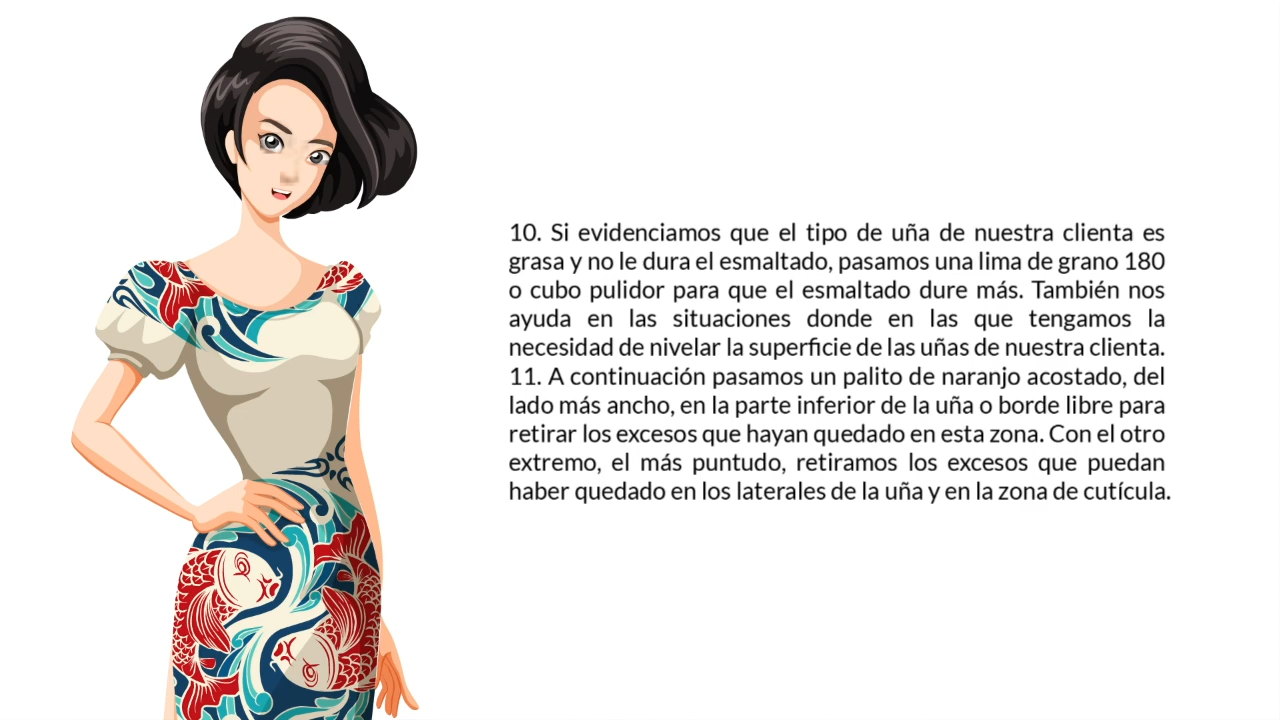 10. Si evidenciamos que el tipo de uña de nuestra clienta es
grasa y no le dura el esmaltado, pasamos una lima de grano 180
o cubo pulidor para que el esmaltado dure más. También nos
ayuda en las situaciones donde en las que tengamos la
necesidad de nivelar la superficie de las uñas de nuestra clienta.
11. A continuación pasamos un palito de naranjo acostado, del
lado más ancho, en la parte inferior de la uña o borde libre para
retirar los excesos que hayan quedado en esta zona. Con el otro
extremo, el más puntudo, retiramos los excesos que puedan
haber quedado en los laterales de la uña y en la zona de cutícula.